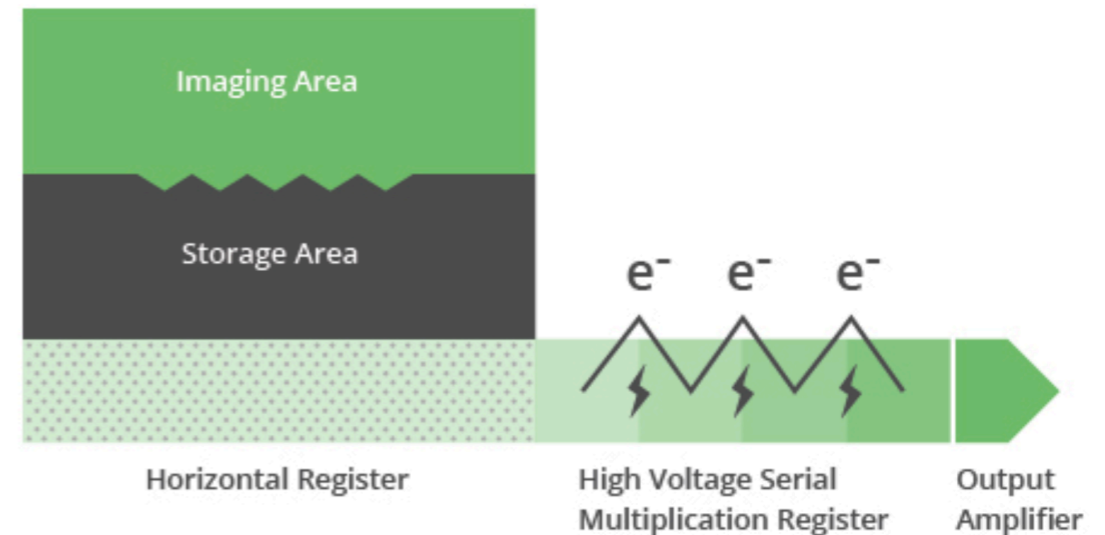 Imaging Area
Storage Area
e⁻ e⁻ e⁻
Horizontal Register
High Voltage Serial
Multiplication Register
Output
Amplifier